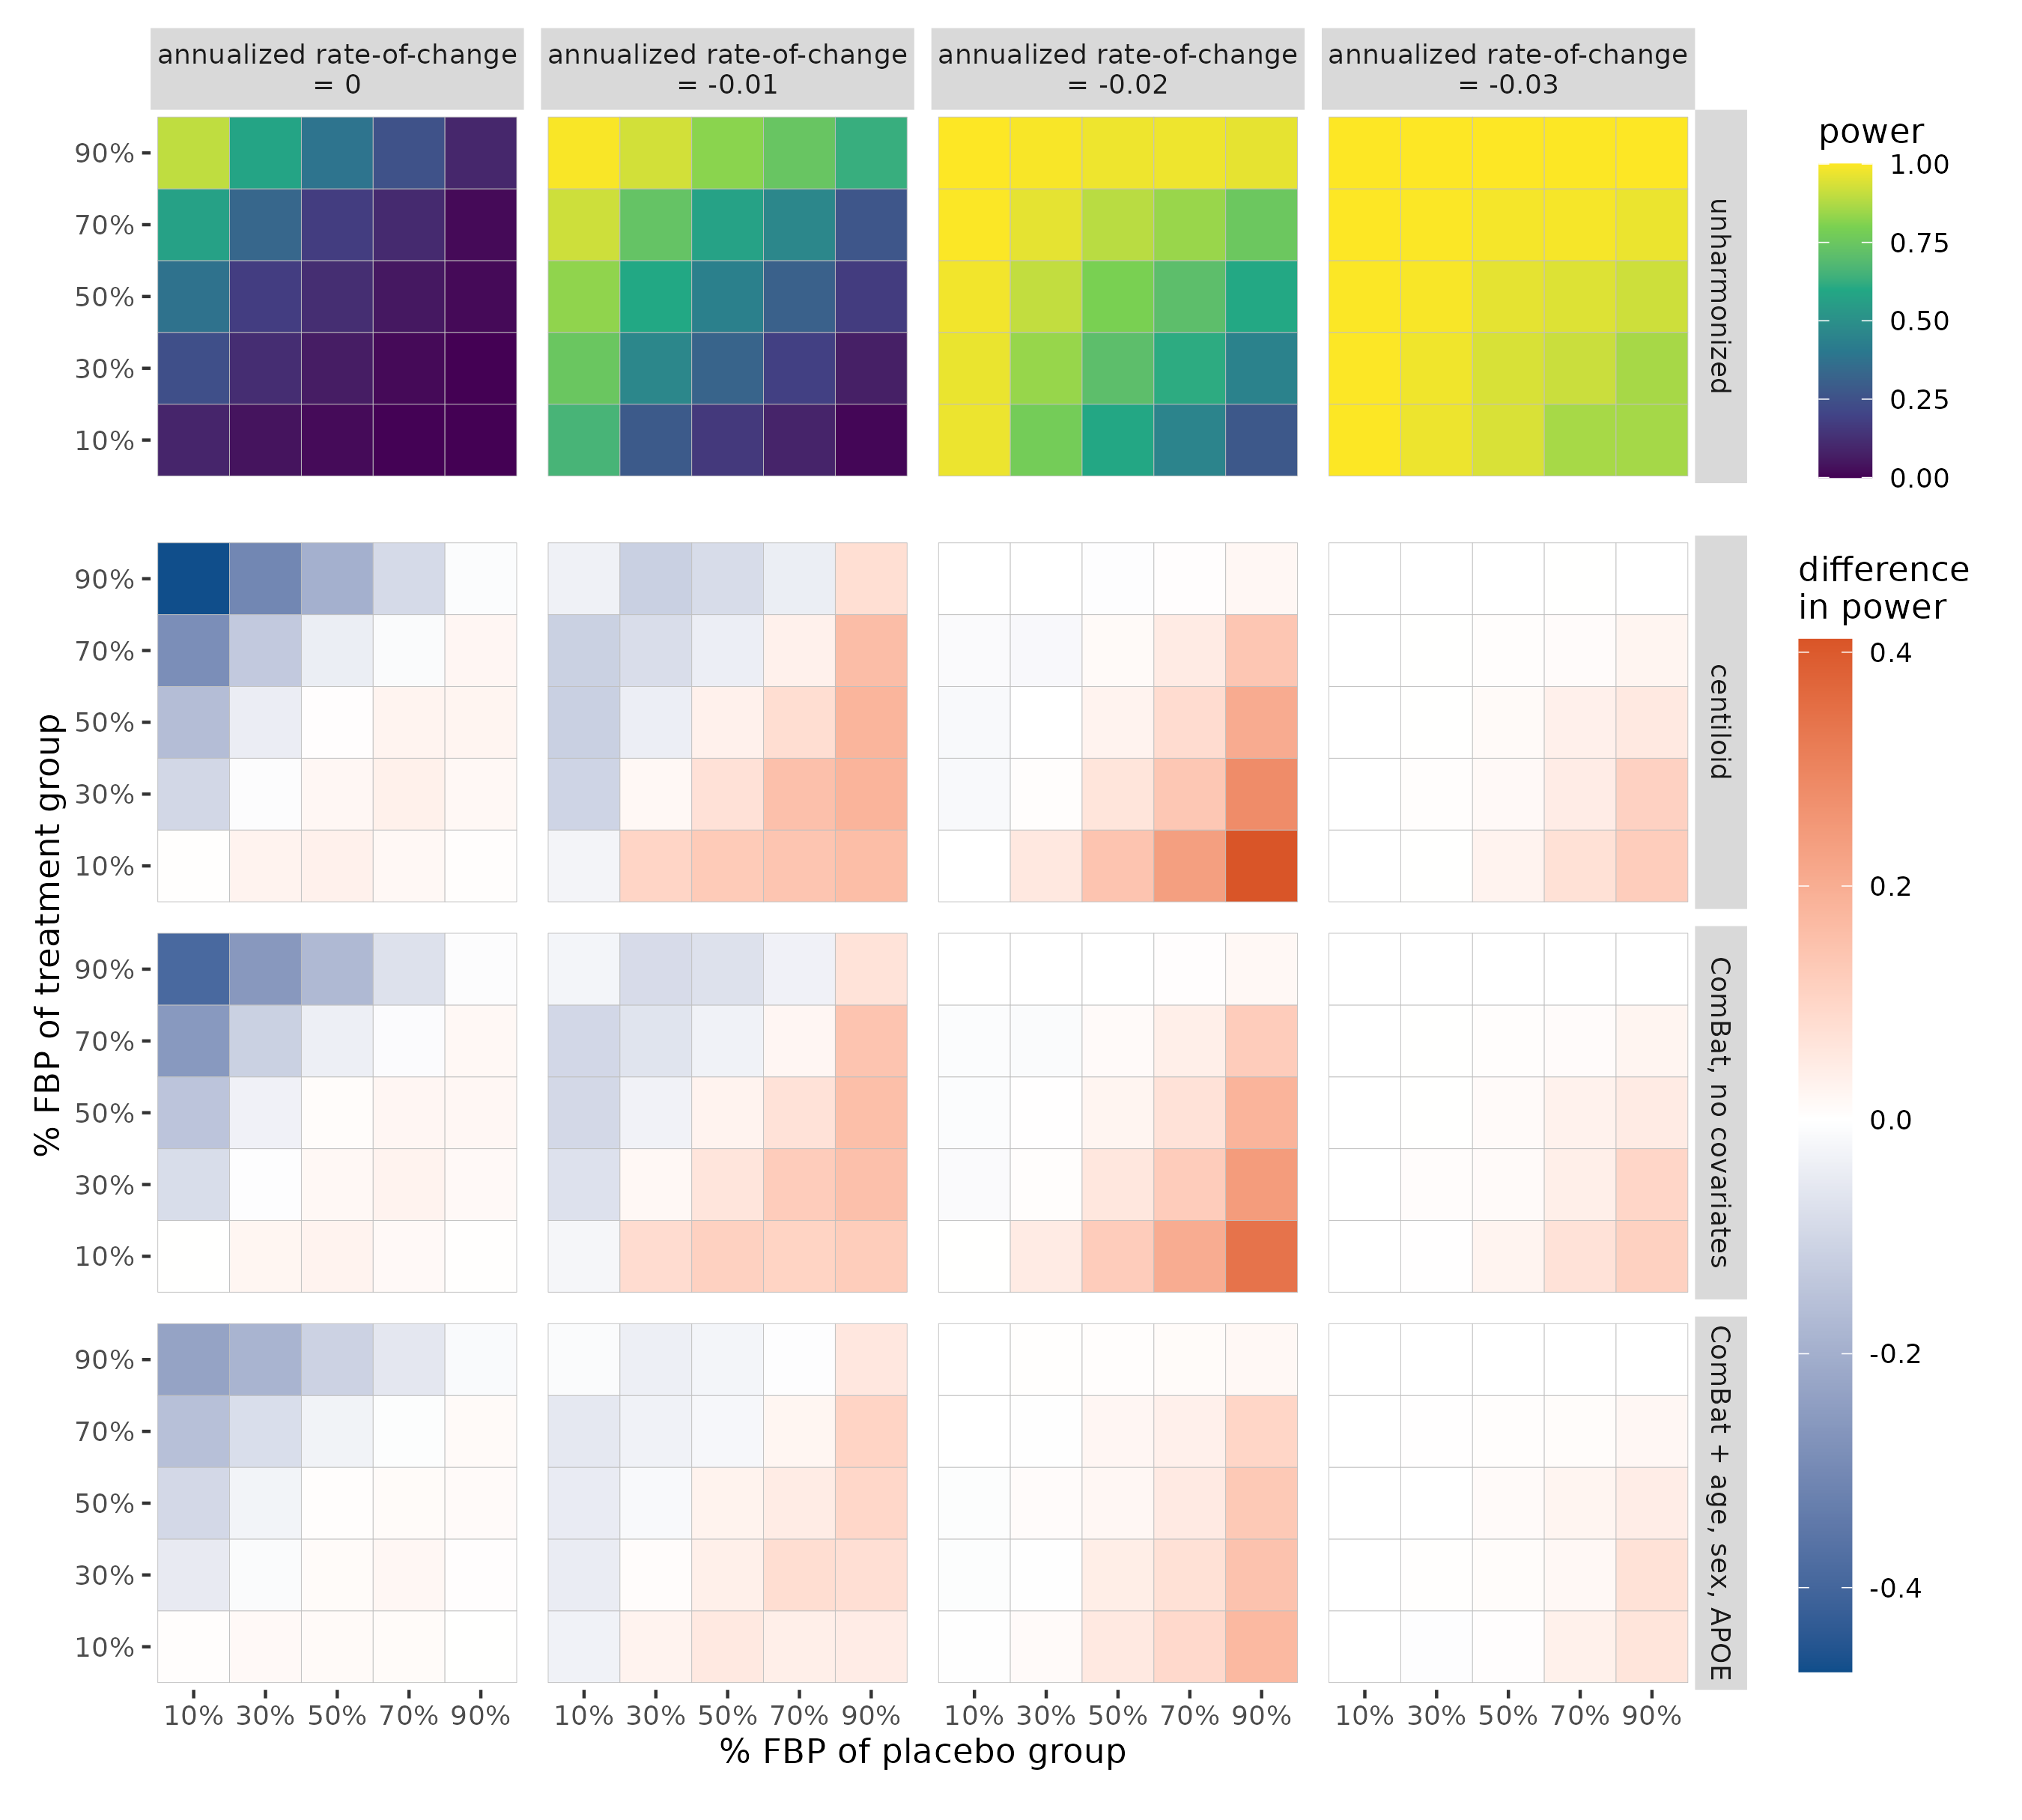 annualized rate-of-change
= 0
annualized rate-of-change
= -0.01
annualized rate-of-change
= -0.02
annualized rate-of-change
= -0.03
90%
70%
50%
30%
10%
unharmonized
power
1.00
0.75
0.50
0.25
0.00
% FBP of treatment group
90%
70%
50%
30%
10%
centiloid
90%
70%
50%
30%
10%
ComBat, no covariates
90%
70%
50%
30%
10%
ComBat + age, sex, APOE
difference
in power
0.4
0.2
0.0
-0.2
-0.4
10% 30% 50% 70% 90%
10% 30% 50% 70% 90%
10% 30% 50% 70% 90%
10% 30% 50% 70% 90%
% FBP of placebo group